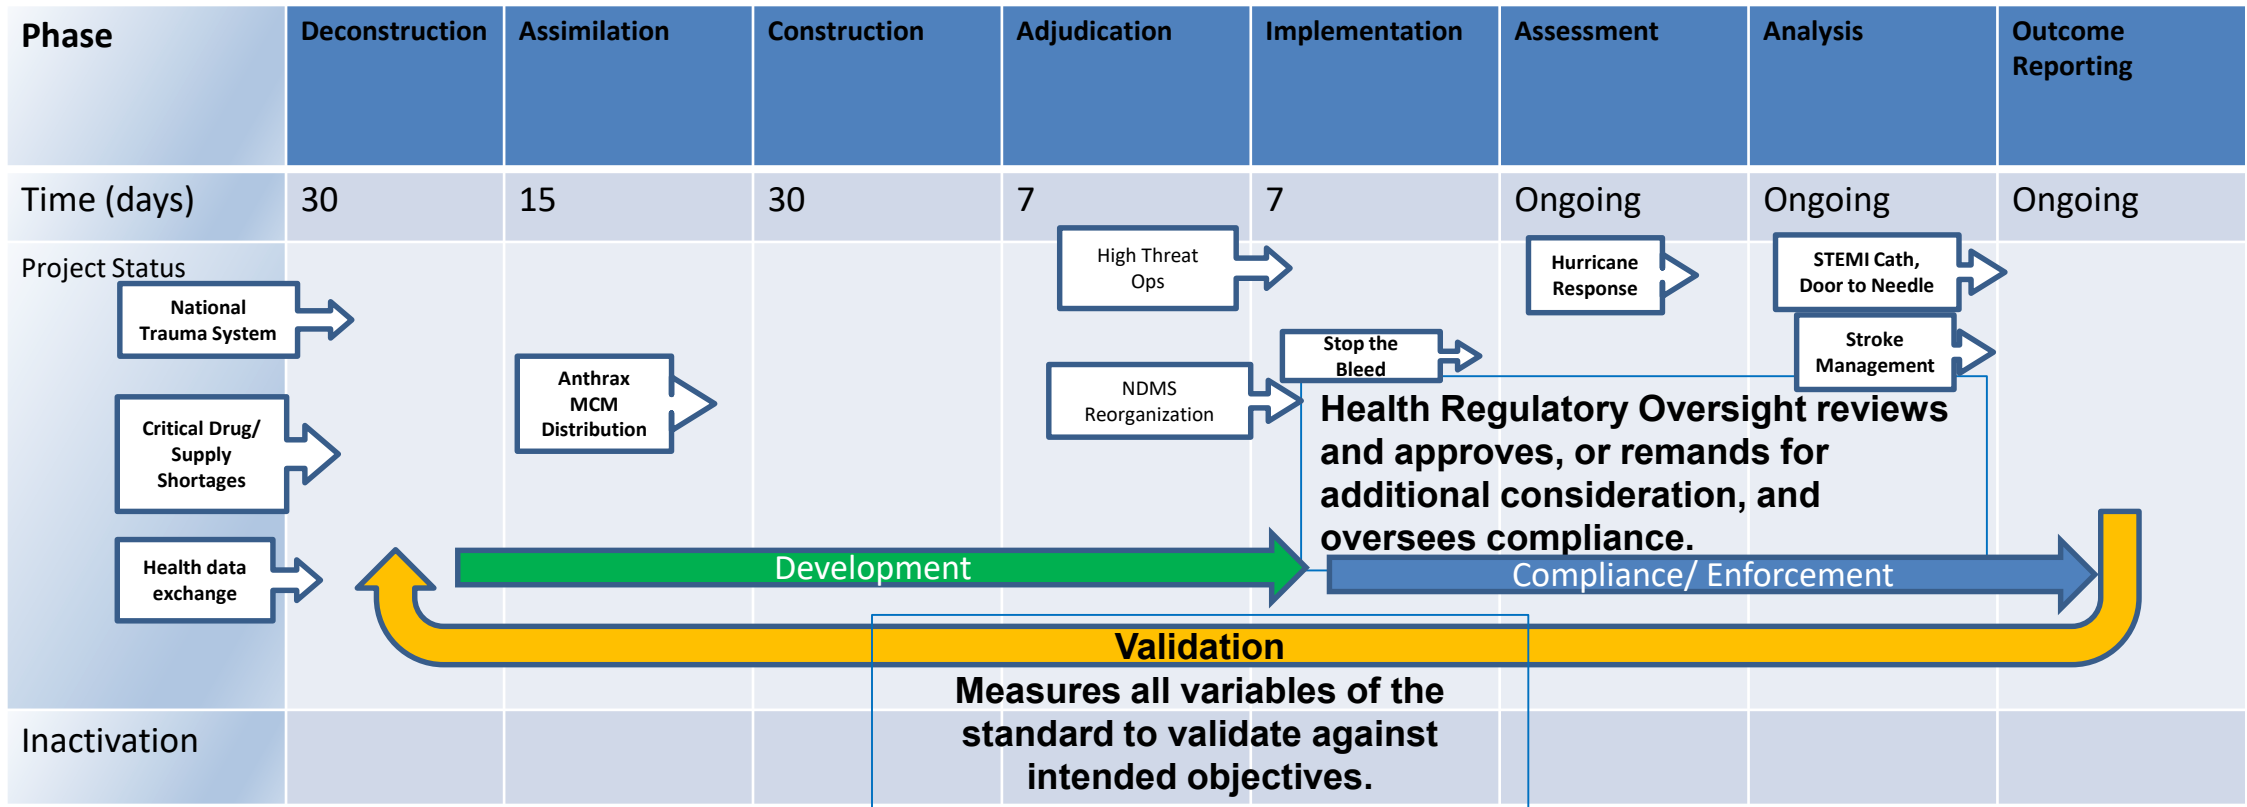 Phase
Deconstruction
Assimilation
Construction
Adjudication
Implementation
Assessment
Analysis
Outcome
Reporting
Time (days)
30
15
30
7
7
Ongoing
Ongoing
Ongoing
Project Status
National
Trauma System
Critical Drug/
Supply
Shortages
Health data
exchange
Anthrax
MCM
Distribution
High Threat
Ops
NDMS
Reorganization
Stop the
Bleed
Hurricane
Response
STEMI Cath,
Door to Needle
Stroke
Management
Health Regulatory Oversight reviews
and approves, or remands for
additional consideration, and
oversees compliance.
Development
Compliance/ Enforcement
Validation
Measures all variables of the
standard to validate against
intended objectives.
Inactivation